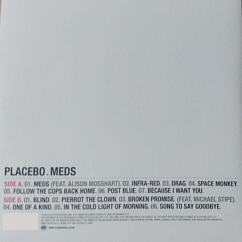 PLACEBO.MEDS
SIDE A. 01. MEDS (FEAT. ALISON MOSSHART). 02. INFRA-RED. 03. DRAG. 04. SPACE MONKEY.
05. FOLLOW THE COPS BACK HOME. 06. POST BLUE. 07. BECAUSE I WANT YOU.
SIDE B. 01. BLIND. 02. PIERROT THE CLOWN. 03. BROKEN PROMISE. (FEAT. MICHAEL STIPE).
04. ONE OF A KIND. 05. IN THE COLD LIGHT OF MORNING. 06. SONG TO SAY GOODBYE.